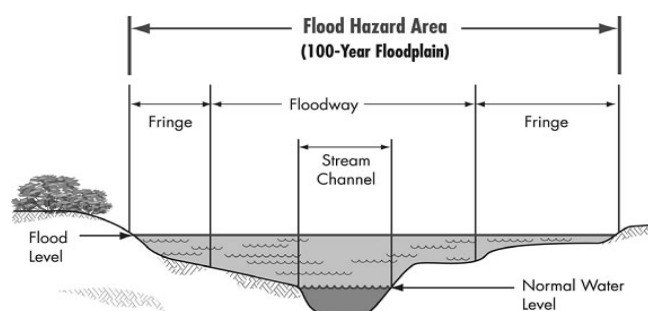 Flood Hazard Area
(100-Year Floodplain)
Fringe
Floodway
Fringe
Stream
Channel
Flood
Level
Normal Water
Level